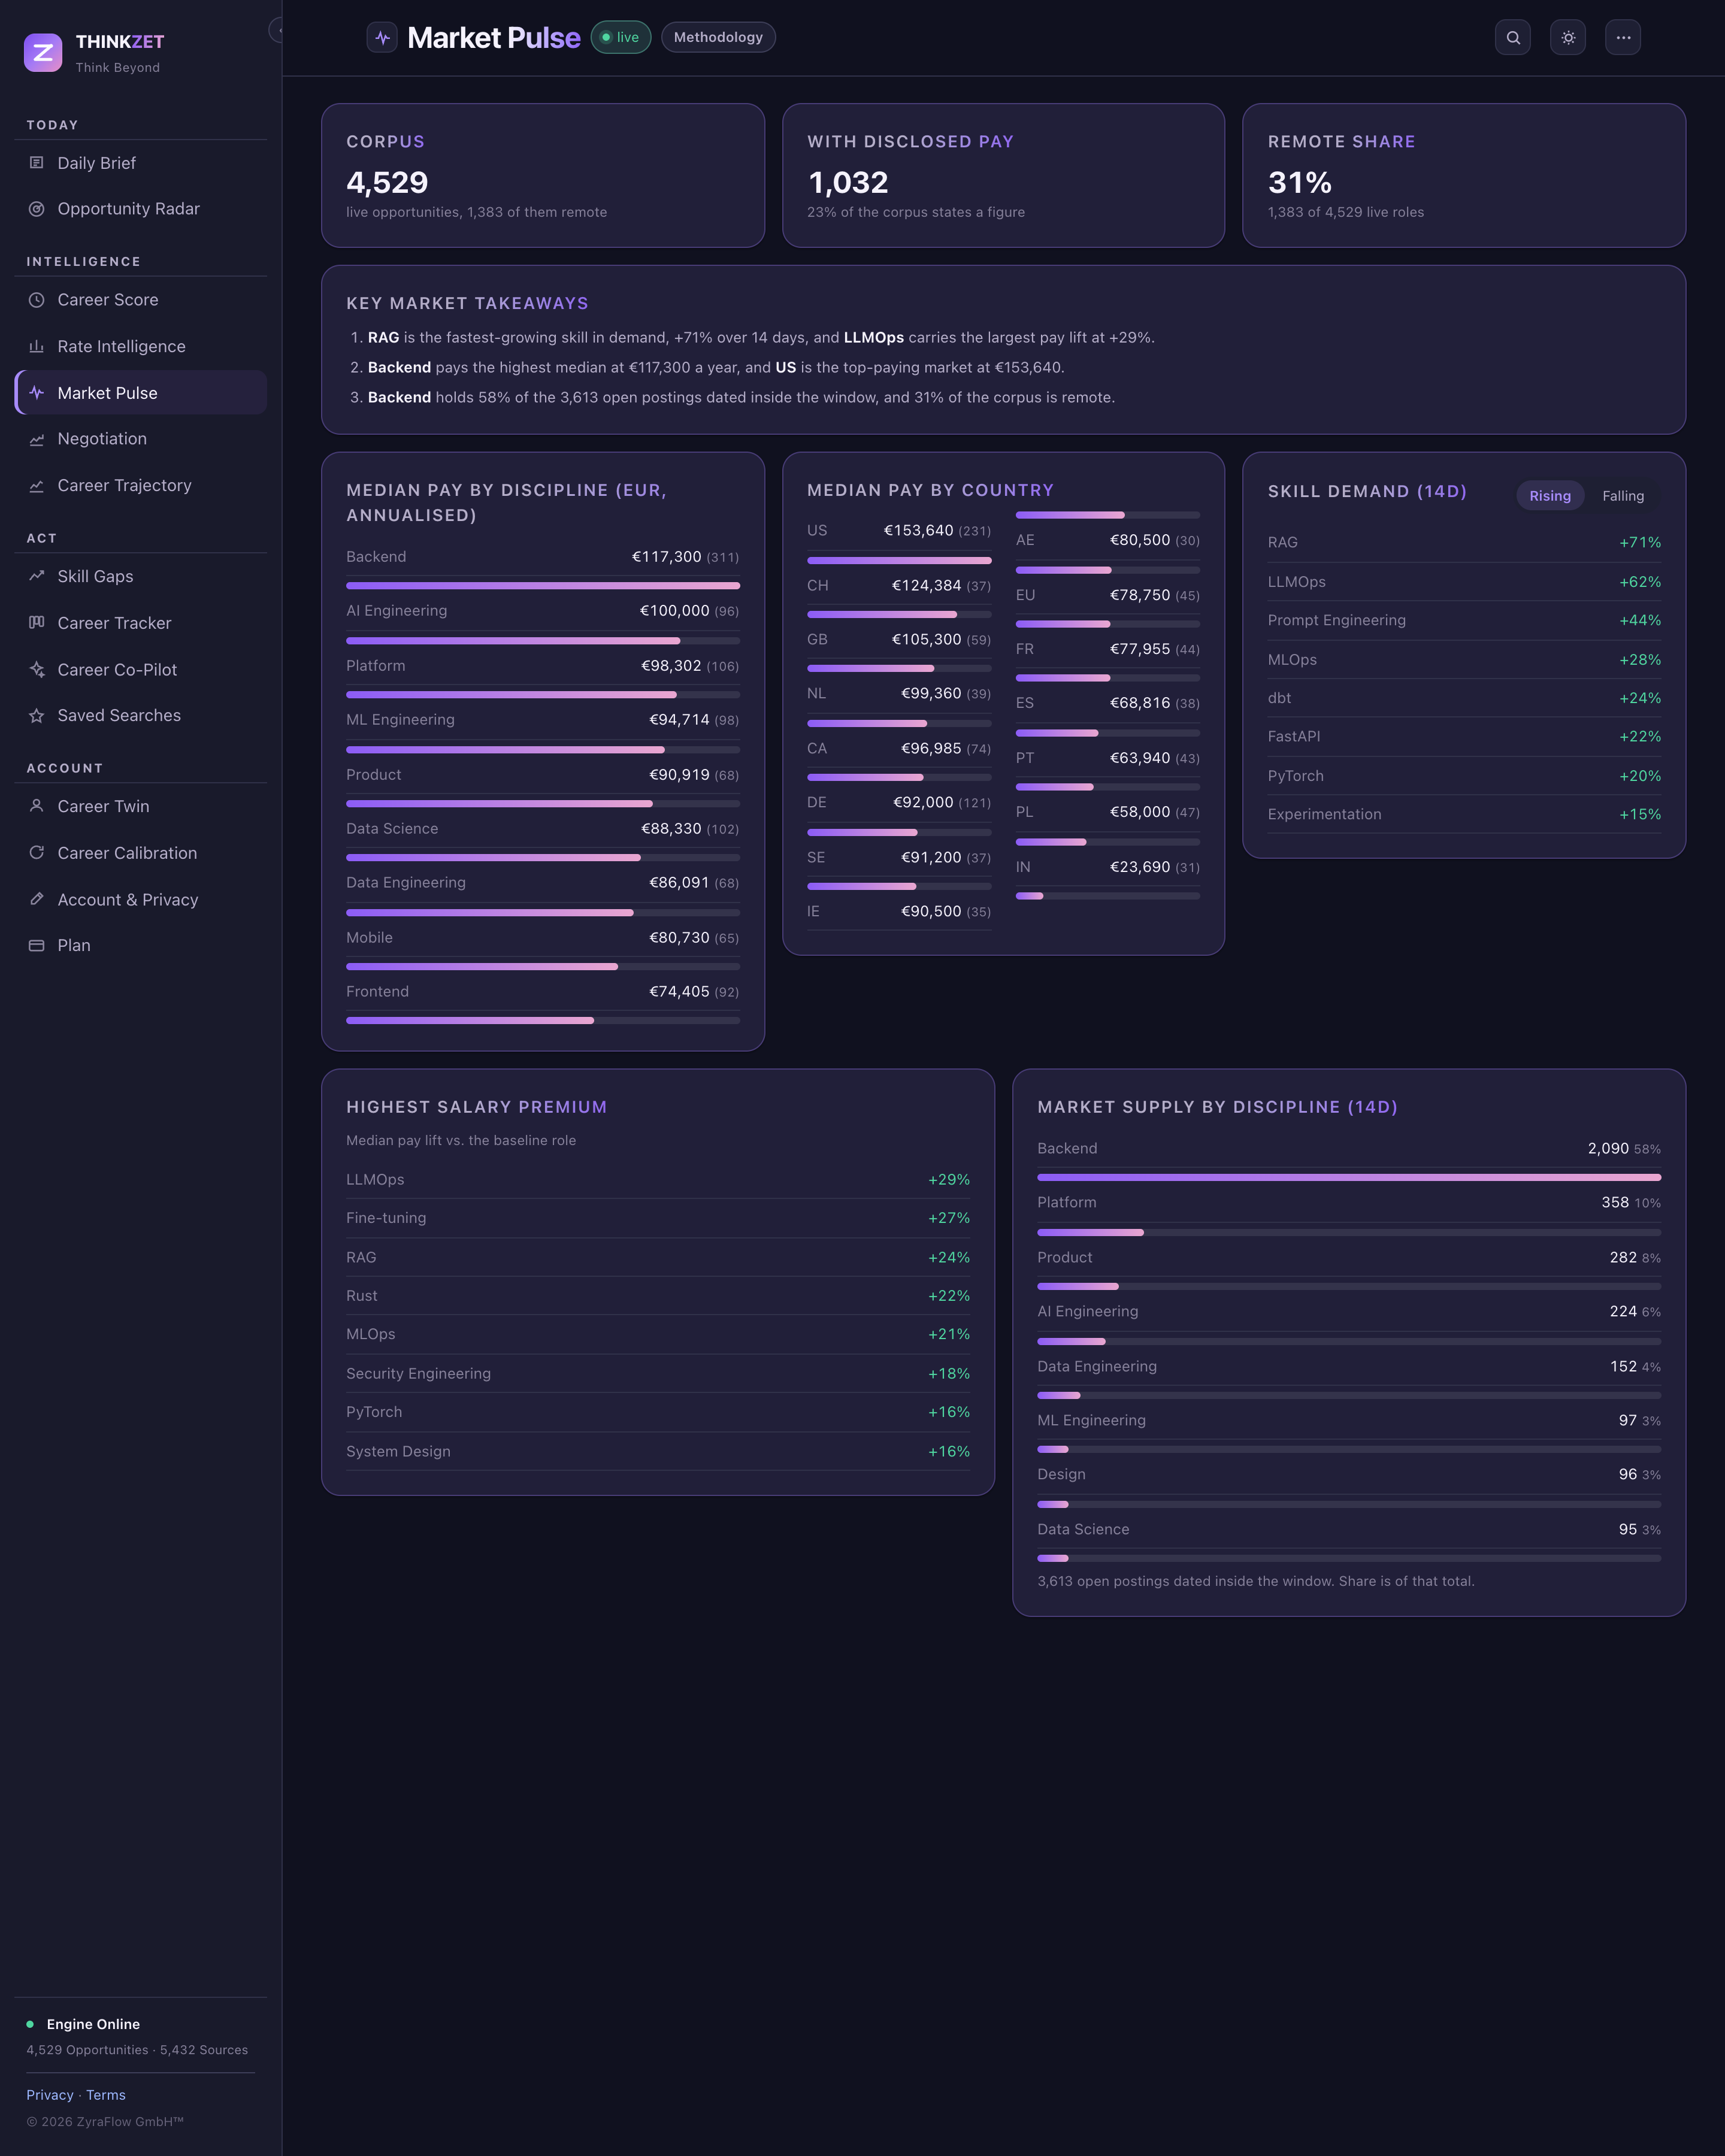 THINKZET
Think Beyond
TODAY
Daily Brief
Opportunity Radar
INTELLIGENCE
Career Score
Rate Intelligence
Market Pulse
Negotiation
Career Trajectory
ACT
Skill Gaps
Career Tracker
Career Co-Pilot
Saved Searches
ACCOUNT
Career Twin
Career Calibration
Account & Privacy
Plan
Engine Online
4,529 Opportunities · 5,432 Sources
Privacy · Terms
© 2026 ZyraFlow GmbH™
Market Pulse live Methodology
CORPUS
4,529
live opportunities, 1,383 of them remote
WITH DISCLOSED PAY
1,032
23% of the corpus states a figure
REMOTE SHARE
31%
1,383 of 4,529 live roles
KEY MARKET TAKEAWAYS
1. RAG is the fastest-growing skill in demand, +71% over 14 days, and LLMOps carries the largest pay lift at +29%.
2. Backend pays the highest median at €117,300 a year, and US is the top-paying market at €153,640.
3. Backend holds 58% of the 3,613 open postings dated inside the window, and 31% of the corpus is remote.
MEDIAN PAY BY DISCIPLINE (EUR,
ANNUALISED)
Backend €117,300 (311)
AI Engineering €100,000 (96)
Platform €98,302 (106)
ML Engineering €94,714 (98)
Product €90,919 (68)
Data Science €88,330 (102)
Data Engineering €86,091 (68)
Mobile €80,730 (65)
Frontend €74,405 (92)
MEDIAN PAY BY COUNTRY
US €153,640 (231)
CH €124,384 (37)
GB €105,300 (59)
NL €99,360 (39)
CA €96,985 (74)
DE €92,000 (121)
SE €91,200 (37)
IE €90,500 (35)
AE €80,500 (30)
EU €78,750 (45)
FR €77,955 (44)
ES €68,816 (38)
PT €63,940 (43)
PL €58,000 (47)
IN €23,690 (31)
SKILL DEMAND (14D) Rising Falling
RAG +71%
LLMOps +62%
Prompt Engineering +44%
MLOps +28%
dbt +24%
FastAPI +22%
PyTorch +20%
Experimentation +15%
HIGHEST SALARY PREMIUM
Median pay lift vs. the baseline role
LLMOps +29%
Fine-tuning +27%
RAG +24%
Rust +22%
MLOps +21%
Security Engineering +18%
PyTorch +16%
System Design +16%
MARKET SUPPLY BY DISCIPLINE (14D)
Backend 2,090 58%
Platform 358 10%
Product 282 8%
AI Engineering 224 6%
Data Engineering 152 4%
ML Engineering 97 3%
Design 96 3%
Data Science 95 3%
3,613 open postings dated inside the window. Share is of that total.